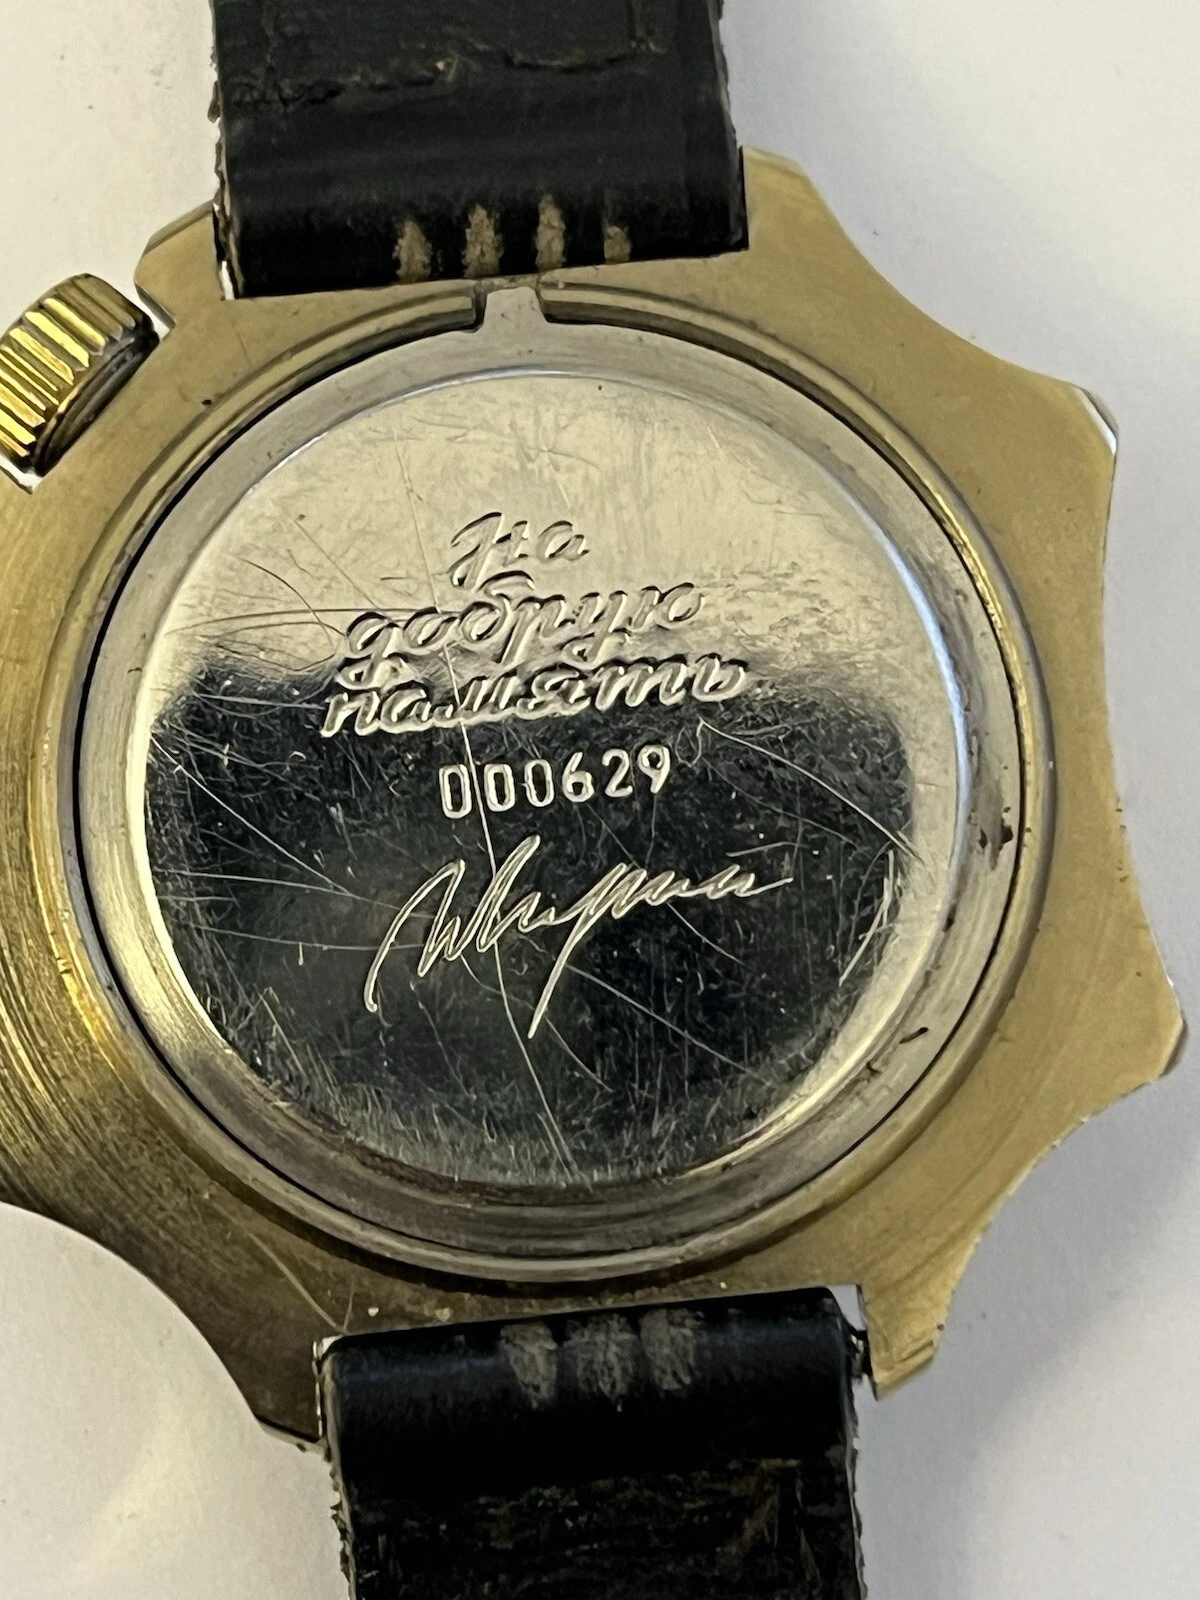 На
добрую
память
000629